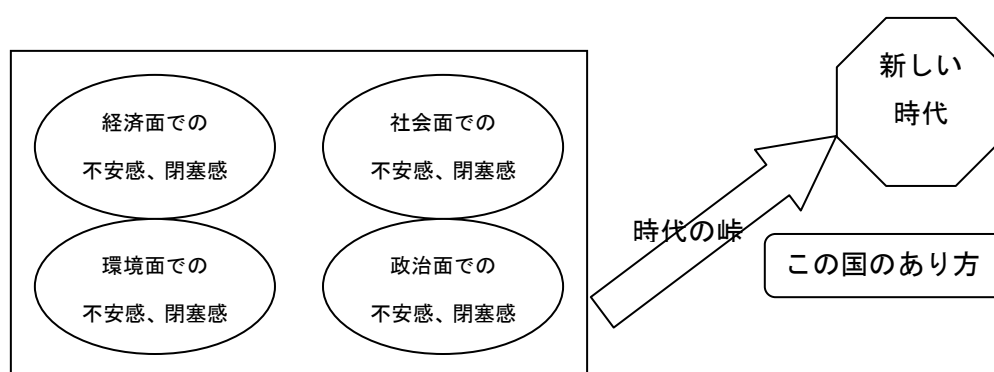 経済面での
不安感、閉塞感
社会面での
不安感、閉塞感
環境面での
不安感、閉塞感
政治面での
不安感、閉塞感
時代の峠
新しい
時代
この国のあり方